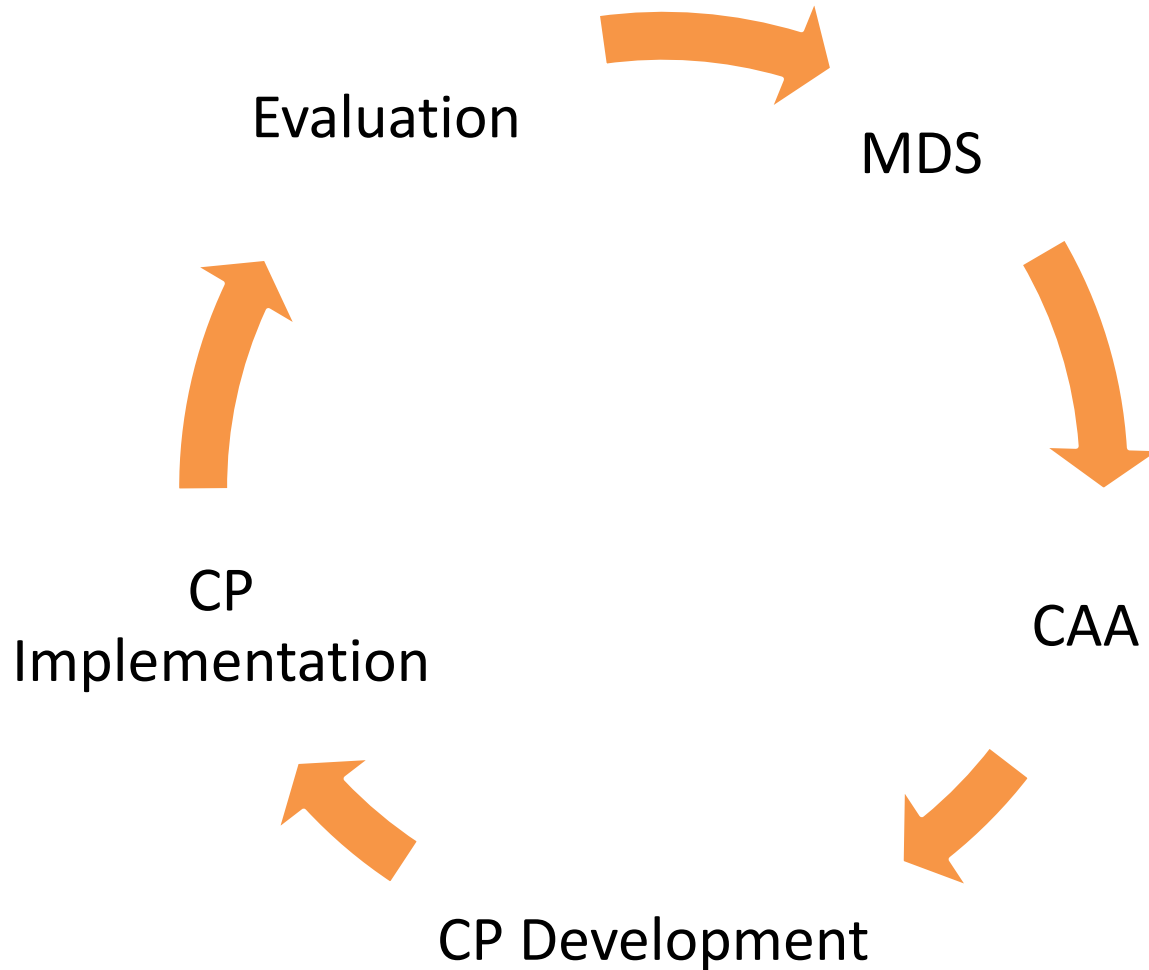 Evaluation
MDS
CAA
CP Development
CP
Implementation